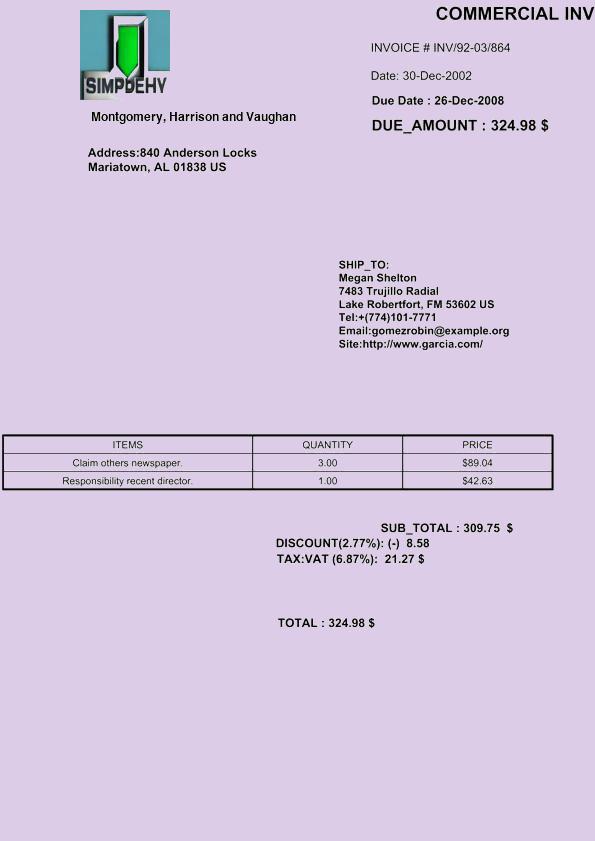 COMMERCIAL INV
INVOICE # INV/92-03/864
Date: 30-Dec-2002
Due Date : 26-Dec-2008
DUE_AMOUNT : 324.98 $
SIMPDEHY
Montgomery, Harrison and Vaughan
Address:840 Anderson Locks
Mariatown, AL 01838 US
SHIP_TO:
Megan Shelton
7483 Trujillo Radial
Lake Robertfort, FM 53602 US
Tel:+(774)101-7771
Email:gomezrobin@example.org
Site:http://www.garcia.com/
ITEMS QUANTITY PRICE
Claim others newspaper. 3.00 $89.04
Responsibility recent director. 1.00 $42.63
SUB_TOTAL : 309.75 $
DISCOUNT(2.77%): (-) 8.58
TAX:VAT (6.87%): 21.27 $
TOTAL : 324.98 $